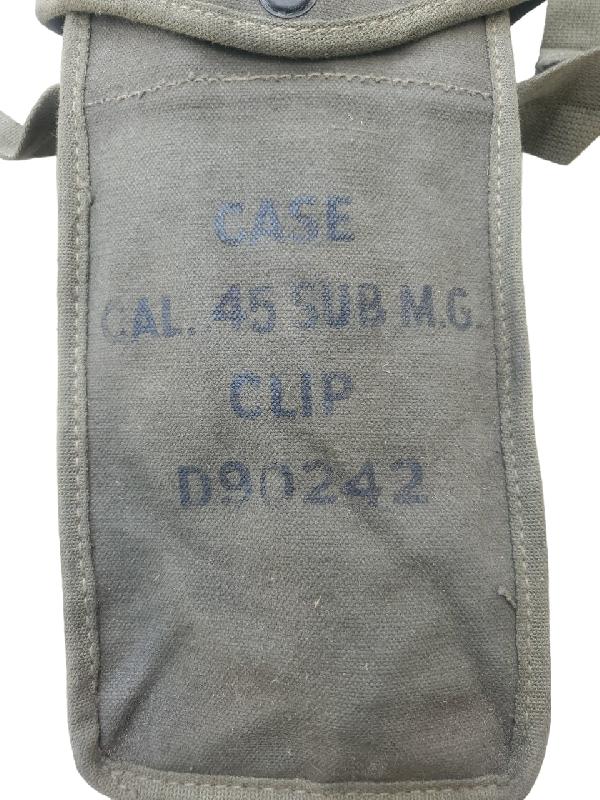 CASE
CAL. .45 SUB M.G.
CLIP
D90242